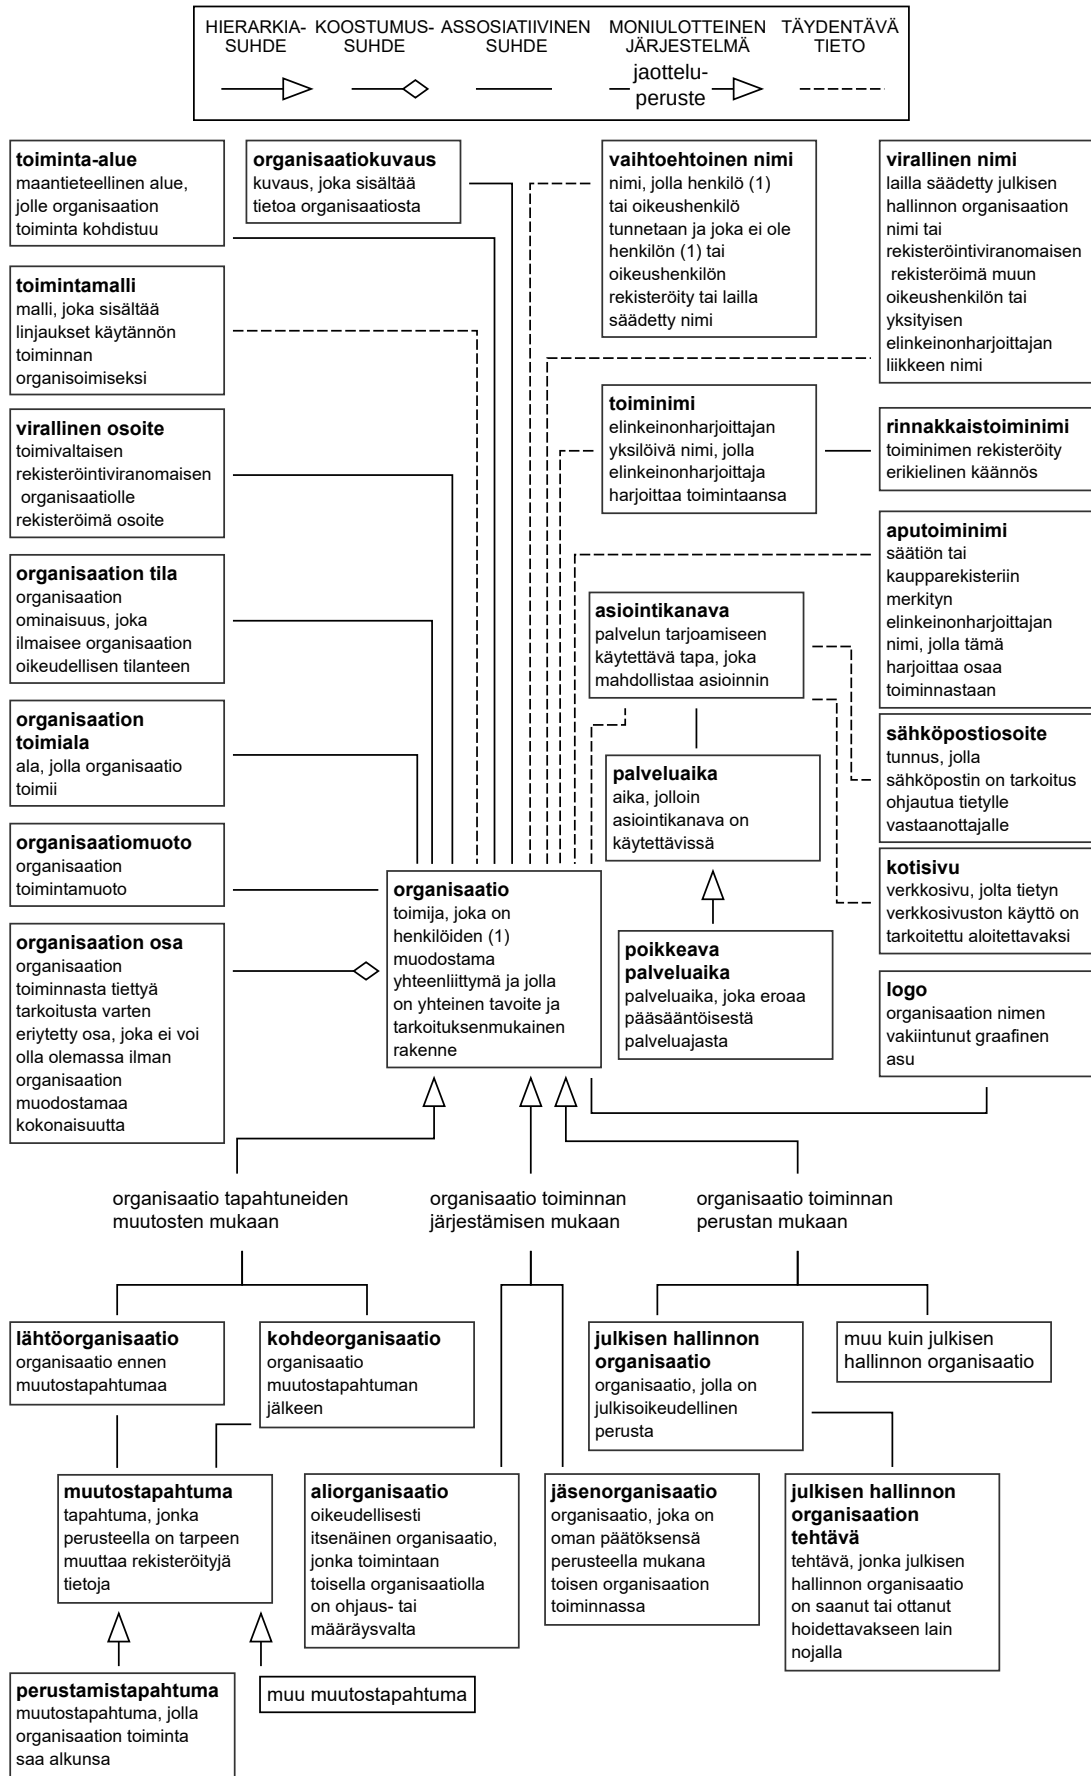 HIERARKIA-
SUHDE
KOOSTUMUS-
SUHDE
ASSOSIATIIVINEN
SUHDE
MONIULOTTEINEN
JÄRJESTELMÄ
jaottelu-
peruste
TÄYDENTÄVÄ
TIETO
toiminta-alue
maantieteellinen alue,
jolle organisaation
toiminta kohdistuu
organisaatiokuvaus
kuvaus, joka sisältää
tietoa organisaatiosta
vaihtoehtoinen nimi
nimi, jolla henkilö (1)
tai oikeushenkilö
tunnetaan ja joka ei ole
henkilön (1) tai
oikeushenkilön
rekisteröity tai lailla
säädetty nimi
virallinen nimi
lailla säädetty julkisen
hallinnon organisaation
nimi tai
rekisteröintiviranomaisen
rekisteröimä muun
oikeushenkilön tai
yksityisen
elinkeinonharjoittajan
liikkeen nimi
toimintamalli
malli, joka sisältää
linjaukset käytännön
toiminnan
organisoimiseksi
toiminimi
elinkeinonharjoittajan
yksilöivä nimi, jolla
elinkeinonharjoittaja
harjoittaa toimintaansa
rinnakkaistoiminimi
toiminimen rekisteröity
erikielinen käännös
virallinen osoite
toimivaltaisen
rekisteröintiviranomaisen
organisaatiolle
rekisteröimä osoite
aputoiminimi
säätiön tai
kaupparekisteriin
merkityn
elinkeinonharjoittajan
nimi, jolla tämä
harjoittaa osaa
toiminnastaan
organisaation tila
organisaation
ominaisuus, joka
ilmaisee organisaation
oikeudellisen tilanteen
asiointikanava
palvelun tarjoamiseen
käytettävä tapa, joka
mahdollistaa asioinnin
organisaation
toimiala
ala, jolla organisaatio
toimii
sähköpostiosoite
tunnus, jolla
sähköpostin on tarkoitus
ohjautua tietylle
vastaanottajalle
palveluaika
aika, jolloin
asiointikanava on
käytettävissä
organisaatiomuoto
organisaation
toimintamuoto
kotisivu
verkkosivu, jolta tietyn
verkkosivuston käyttö on
tarkoitettu aloitettavaksi
organisaatio
toimija, joka on
henkilöiden (1)
muodostama
yhteenliittymä ja jolla
on yhteinen tavoite ja
tarkoituksenmukainen
rakenne
organisaation osa
organisaation
toiminnasta tiettyä
tarkoitusta varten
eriytetty osa, joka ei voi
olla olemassa ilman
organisaation
muodostamaa
kokonaisuutta
poikkeava
palveluaika
palveluaika, joka eroaa
pääsääntöisestä
palveluajasta
logo
organisaation nimen
vakiintunut graafinen
asu
organisaatio tapahtuneiden
muutosten mukaan
organisaatio toiminnan
järjestämisen mukaan
organisaatio toiminnan
perustan mukaan
lähtöorganisaatio
organisaatio ennen
muutostapahtumaa
kohdeorganisaatio
organisaatio
muutostapahtuman
jälkeen
julkisen hallinnon
organisaatio
organisaatio, jolla on
julkisoikeudellinen
perusta
muu kuin julkisen
hallinnon organisaatio
muutostapahtuma
tapahtuma, jonka
perusteella on tarpeen
muuttaa rekisteröityjä
tietoja
aliorganisaatio
oikeudellisesti
itsenäinen organisaatio,
jonka toimintaan
toisella organisaatiolla
on ohjaus- tai
määräysvalta
jäsenorganisaatio
organisaatio, joka on
oman päätöksensä
perusteella mukana
toisen organisaation
toiminnassa
julkisen hallinnon
organisaation
tehtävä
tehtävä, jonka julkisen
hallinnon organisaatio
on saanut tai ottanut
hoidettavakseen lain
nojalla
perustamistapahtuma
muutostapahtuma, jolla
organisaation toiminta
saa alkunsa
muu muutostapahtuma